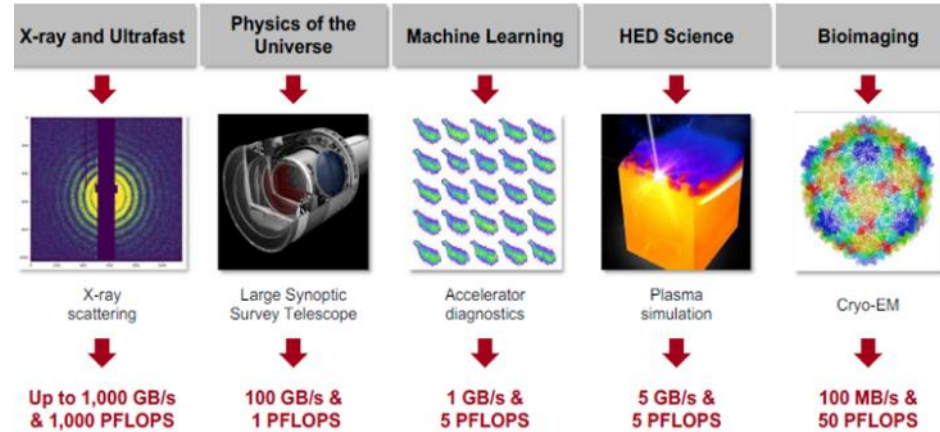 X-ray and Ultrafast
Physics of the
Universe
Machine Learning
HED Science
Bioimaging
X-ray
scattering
Large Synoptic
Survey Telescope
Accelerator
diagnostics
Plasma
simulation
Cryo-EM
Up to 1,000 GB/s
& 1,000 PFLOPS
100 GB/s &
1 PFLOPS
1 GB/s &
5 PFLOPS
5 GB/s &
5 PFLOPS
100 MB/s &
50 PFLOPS